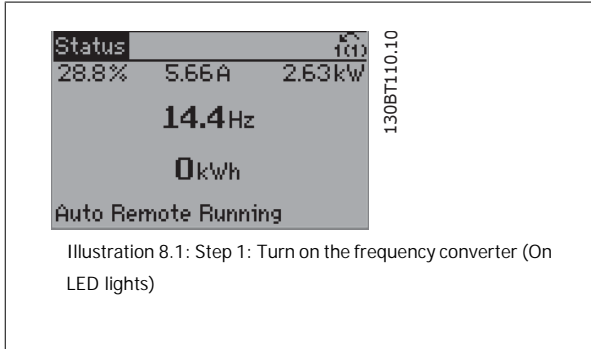 Status 1(1)
28.8% 5.66A 2.63kW
14.4Hz
0kWh
Auto Remote Running
130BT110.10
Illustration 8.1: Step 1: Turn on the frequency converter (On
LED lights)